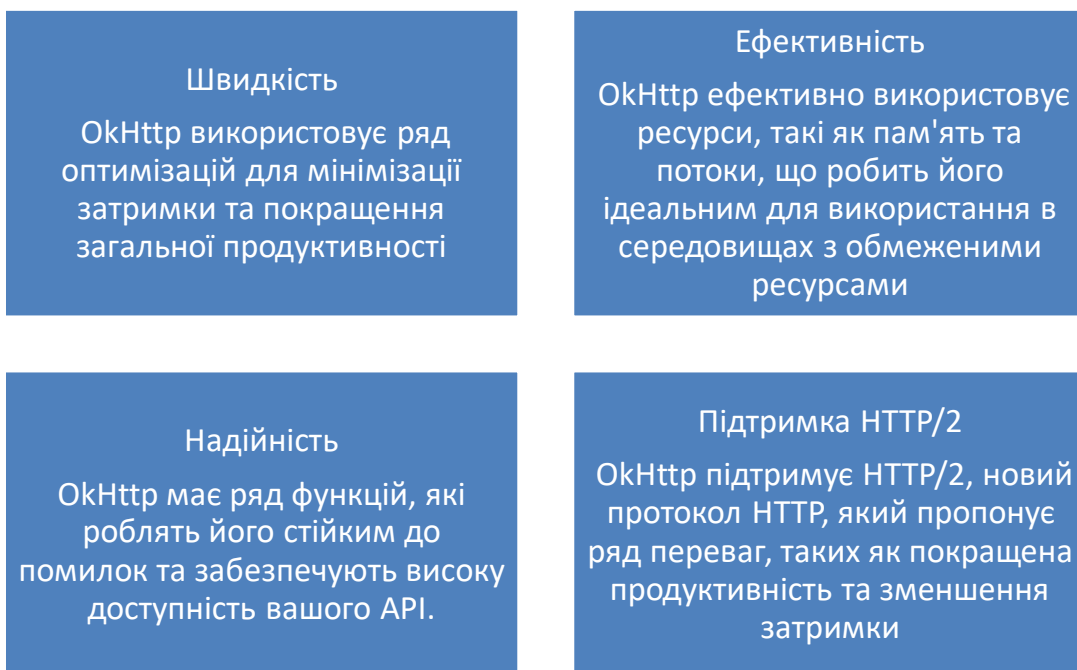 Швидкість
OkHttp використовує ряд
оптимізацій для мінімізації
затримки та покращення
загальної продуктивності
Ефективність
OkHttp ефективно використовує
ресурси, такі як пам'ять та
потоки, що робить його
ідеальним для використання в
середовищах з обмеженими
ресурсами
Надійність
OkHttp має ряд функцій, які
роблять його стійким до
помилок та забезпечують високу
доступність вашого API.
Підтримка HTTP/2
OkHttp підтримує HTTP/2, новий
протокол HTTP, який пропонує
ряд переваг, таких як покращена
продуктивність та зменшення
затримки